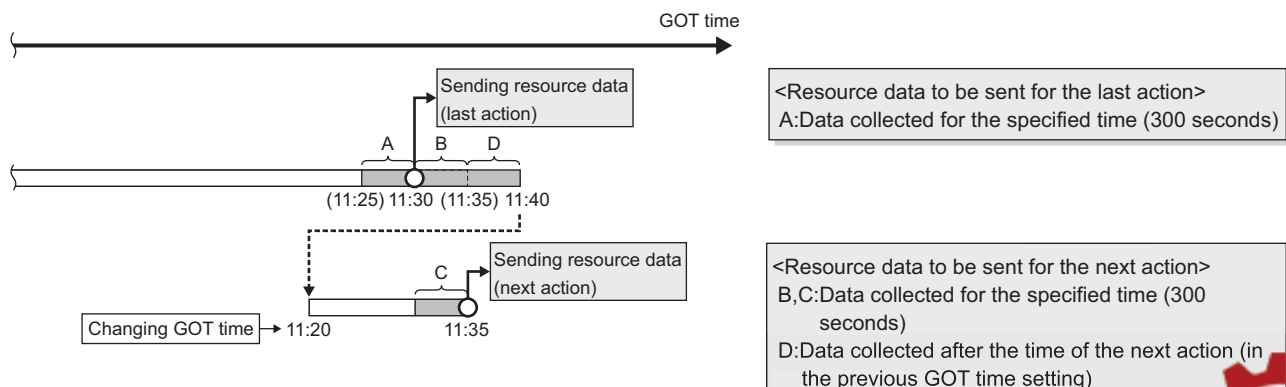 GOT time
Sending resource data
(last action)
<Resource data to be sent for the last action>
A:Data collected for the specified time (300 seconds)
A B D
(11:25) 11:30 (11:35) 11:40
Sending resource data
(next action)
C
Changing GOT time 11:20 11:35
<Resource data to be sent for the next action>
B,C:Data collected for the specified time (300
seconds)
D:Data collected after the time of the next action (in
the previous GOT time setting)